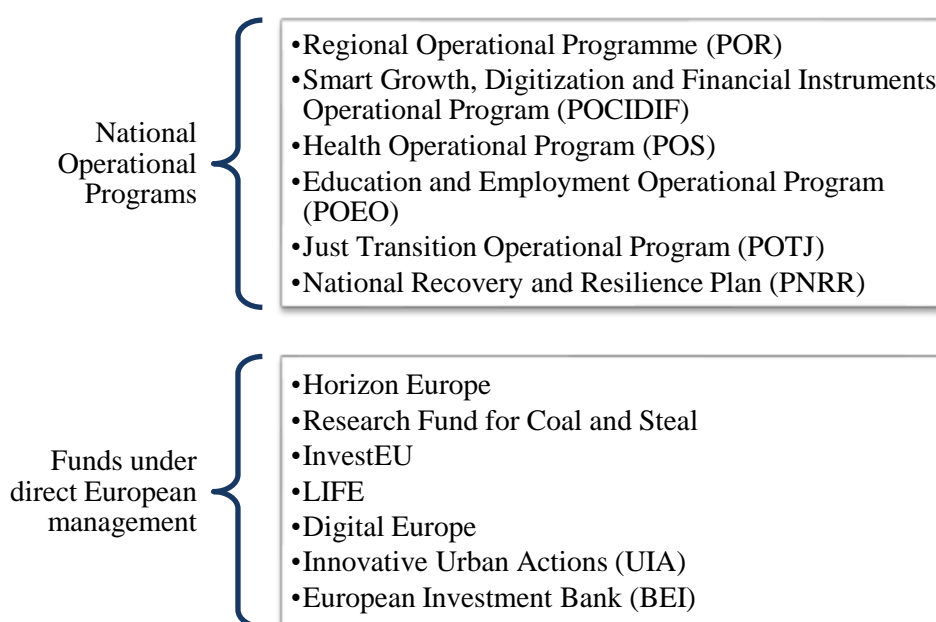 National
Operational
Programs
•Regional Operational Programme (POR)
•Smart Growth, Digitization and Financial Instruments
Operational Program (POCIDIF)
•Health Operational Program (POS)
•Education and Employment Operational Program
(POEO)
•Just Transition Operational Program (POTJ)
•National Recovery and Resilience Plan (PNRR)
Funds under
direct European
management
•Horizon Europe
•Research Fund for Coal and Steal
•InvestEU
•LIFE
•Digital Europe
•Innovative Urban Actions (UIA)
•European Investment Bank (BEI)